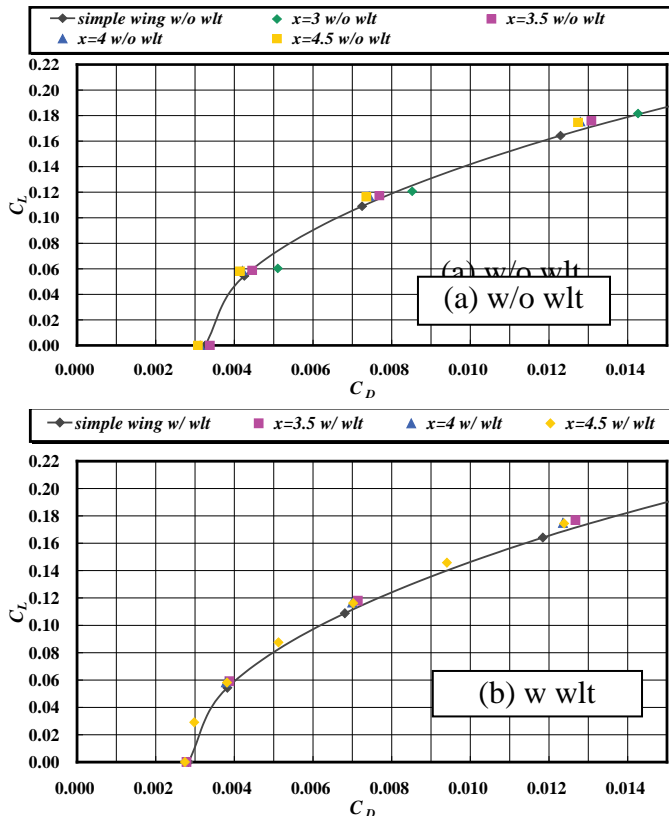 simple wing w/o wlt x=3 w/o wlt x=3.5 w/o wlt
x=4 w/o wlt x=4.5 w/o wlt
0.22
0.20
0.18
0.16
0.14
0.12
0.10
0.08
0.06
0.04
0.02
0.00
C_L
(a) w/o wlt
(a) w/o wlt
0.000 0.002 0.004 0.006 0.008 0.010 0.012 0.014
C_D
simple wing w/ wlt x=3.5 w/ wlt x=4 w/ wlt x=4.5 w/ wlt
0.22
0.20
0.18
0.16
0.14
0.12
0.10
0.08
0.06
0.04
0.02
0.00
C_L
(b) w wlt
0.000 0.002 0.004 0.006 0.008 0.010 0.012 0.014
C_D